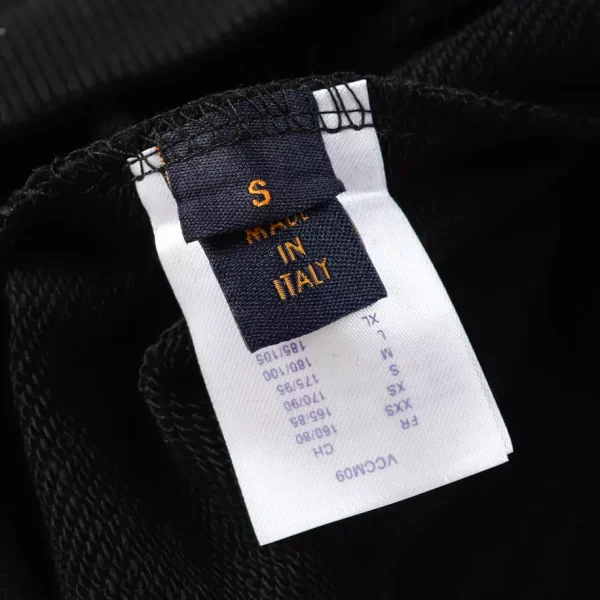 S
MADE
IN
ITALY
VCCM09
FR CH
XXS 160/80
XS 165/85
S 170/90
M 175/95
L 180/100
XL 185/105